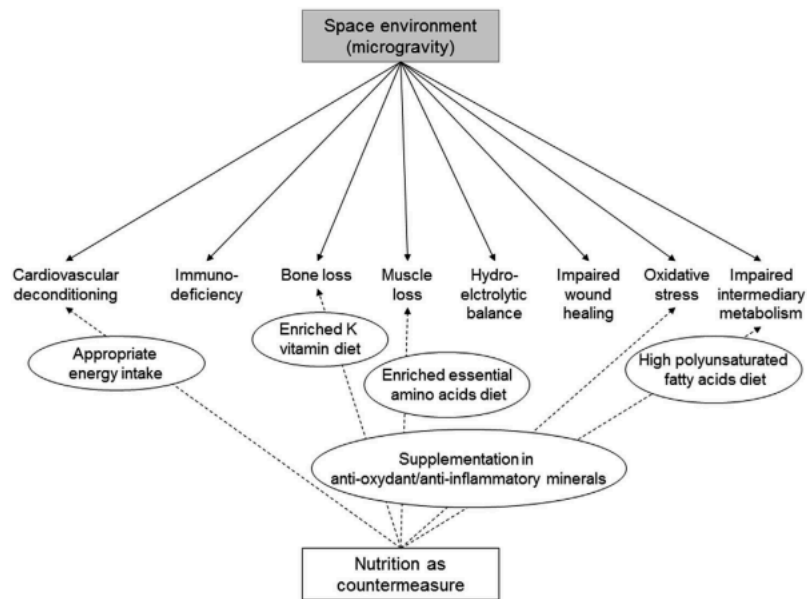 Space environment
(microgravity)
Cardiovascular
deconditioning
Immuno-
deficiency
Bone loss
Muscle
loss
Hydro-
elctrolytic
balance
Impaired
wound
healing
Oxidative
stress
Impaired
intermediary
metabolism
Appropriate
energy intake
Enriched K
vitamin diet
Enriched essential
amino acids diet
High polyunsaturated
fatty acids diet
Supplementation in
anti-oxydant/anti-inflammatory minerals
Nutrition as
countermeasure